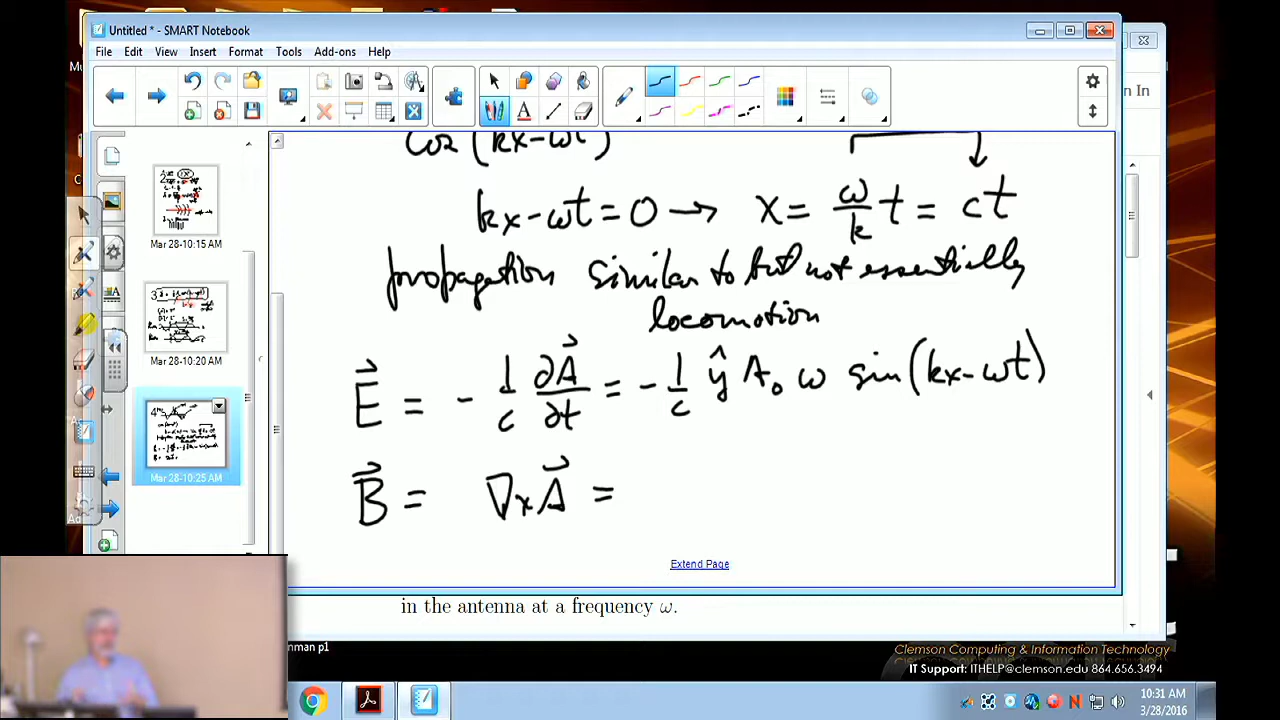 Untitled * - SMART Notebook
File Edit View Insert Format Tools Add-ons Help
n In
cos (kx-ωt)
kx-ωt=0 → x= ω/k t = ct
propagation similar to but not essentially
locomotion
E⃗ = - 1/c ∂A⃗/∂t = - 1/c ŷ A₀ ω sin(kx-ωt)
B⃗ = ∇×A⃗ =
Extend Page
Mar 28-10:15 AM
Mar 28-10:20 AM
Mar 28-10:25 AM
in the antenna at a frequency ω.
nman p1
Clemson Computing & Information Technology
IT Support: ITHELP@clemson.edu 864.656.3494
10:31 AM
3/28/2016